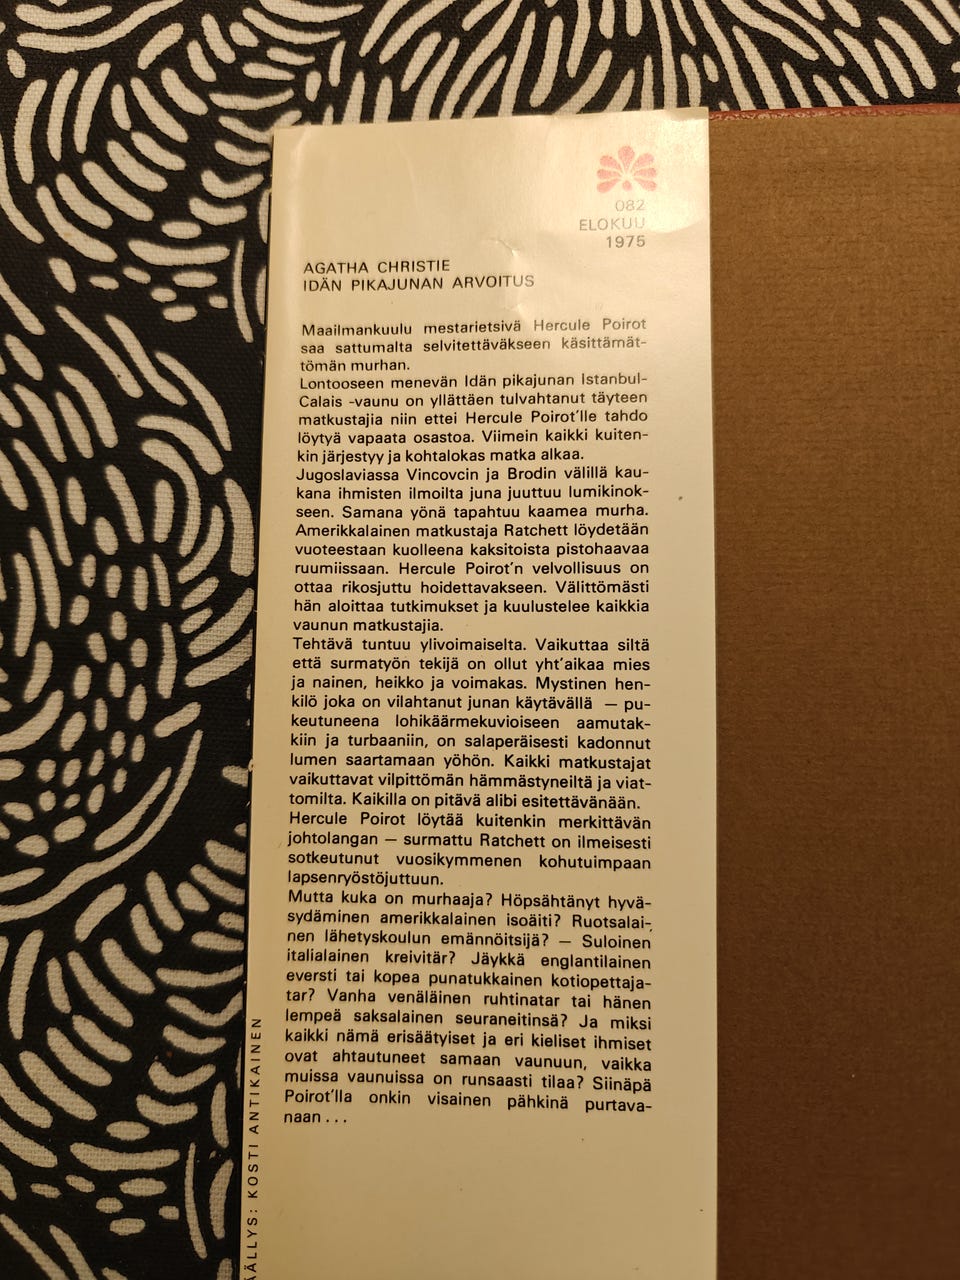 082
ELOKUU
1975
AGATHA CHRISTIE
IDÄN PIKAJUNAN ARVOITUS
Maailmankuulu mestarietsivä Hercule Poirot
saa sattumalta selvitettäväkseen käsittämät-
tömän murhan.
Lontooseen menevän Idän pikajunan Istanbul-
Calais -vaunu on yllättäen tulvahtanut täyteen
matkustajia niin ettei Hercule Poirot'lle tahdo
löytyä vapaata osastoa. Viimein kaikki kuiten-
kin järjestyy ja kohtalokas matka alkaa.
Jugoslaviassa Vincovcin ja Brodin välillä kau-
kana ihmisten ilmoilta juna juuttuu lumikinok-
seen. Samana yönä tapahtuu kaamea murha.
Amerikkalainen matkustaja Ratchett löydetään
vuoteestaan kuolleena kaksitoista pistohaavaa
ruumiissaan. Hercule Poirot'n velvollisuus on
ottaa rikosjuttu hoidettavakseen. Välittömästi
hän aloittaa tutkimukset ja kuulustelee kaikkia
vaunun matkustajia.
Tehtävä tuntuu ylivoimaiselta. Vaikuttaa siltä
että surmatyön tekijä on ollut yht'aikaa mies
ja nainen, heikko ja voimakas. Mystinen hen-
kilö joka on vilahtanut junan käytävällä — pu-
keutuneena lohikäärmekuvioiseen aamutak-
kiin ja turbaaniin, on salaperäisesti kadonnut
lumen saartamaan yöhön. Kaikki matkustajat
vaikuttavat vilpittömän hämmästyneiltä ja viat-
tomilta. Kaikilla on pitävä alibi esitettävänään.
Hercule Poirot löytää kuitenkin merkittävän
johtolangan — surmattu Ratchett on ilmeisesti
sotkeutunut vuosikymmenen kohutuimpaan
lapsenryöstöjuttuun.
Mutta kuka on murhaaja? Höpsähtänyt hyvä-
sydäminen amerikkalainen isoäiti? Ruotsalai-
nen lähetyskoulun emännöitsijä? — Suloinen
italialainen kreivitär? Jäykkä englantilainen
eversti tai kopea punatukkainen kotiopettaja-
tar? Vanha venäläinen ruhtinatar tai hänen
lempeä saksalainen seuraneitinsä? Ja miksi
kaikki nämä erisäätyiset ja eri kieliset ihmiset
ovat ahtautuneet samaan vaunuun, vaikka
muissa vaunuissa on runsaasti tilaa? Siinäpä
Poirot'lla onkin visainen pähkinä purtava-
naan . . .
ÄÄLLYS: KOSTI ANTIKAINEN